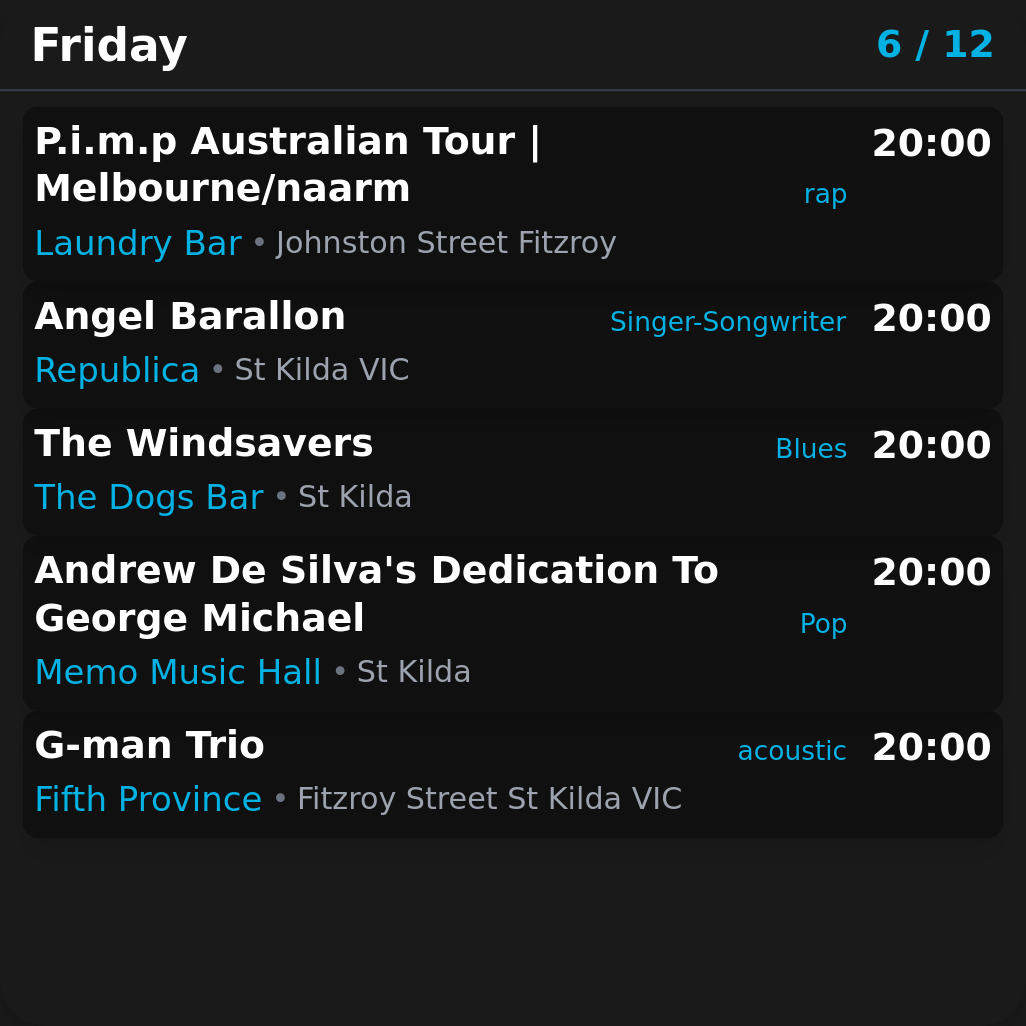 Friday 6 / 12
P.i.m.p Australian Tour | 20:00
Melbourne/naarm rap
Laundry Bar • Johnston Street Fitzroy
Angel Barallon Singer-Songwriter 20:00
Republica • St Kilda VIC
The Windsavers Blues 20:00
The Dogs Bar • St Kilda
Andrew De Silva's Dedication To 20:00
George Michael Pop
Memo Music Hall • St Kilda
G-man Trio acoustic 20:00
Fifth Province • Fitzroy Street St Kilda VIC